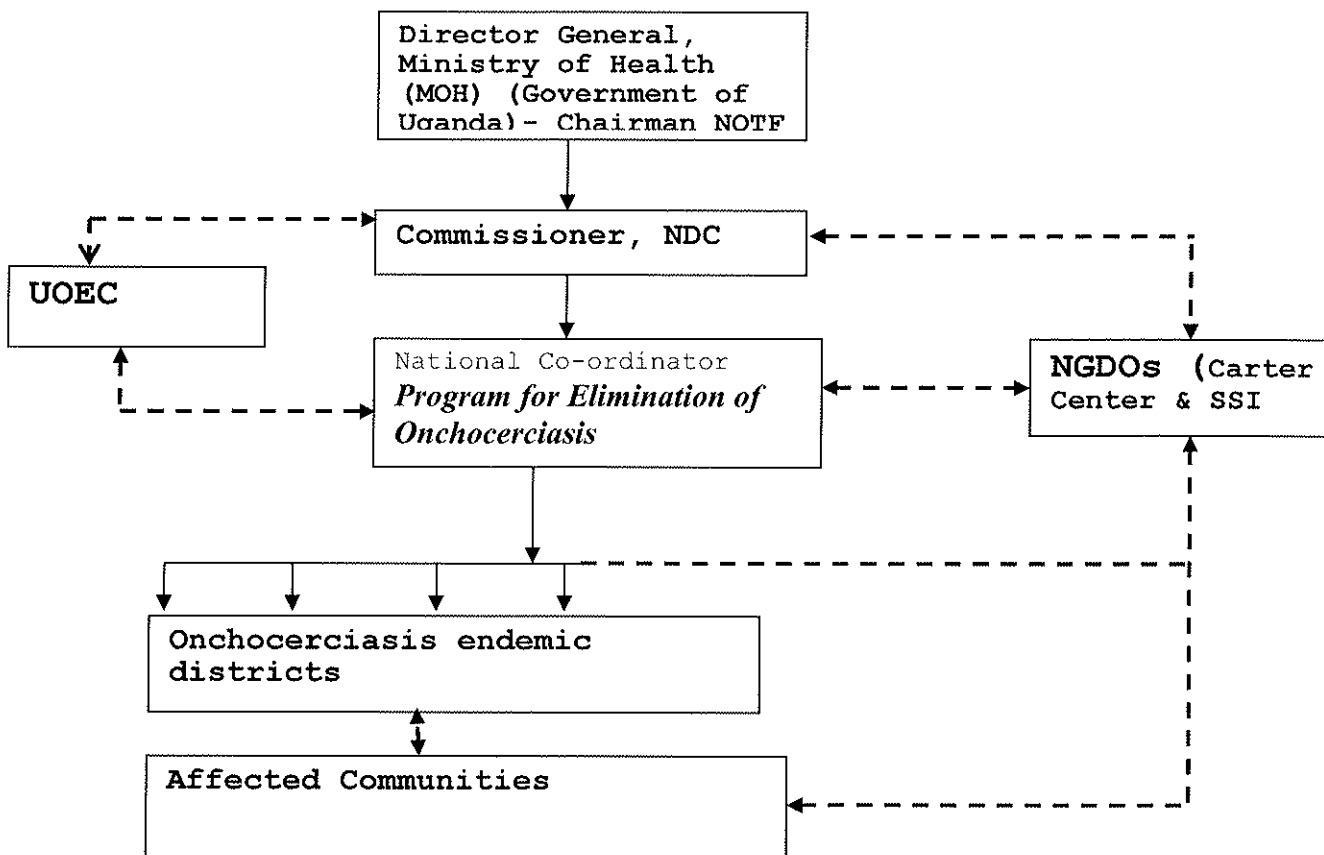 Director General,
Ministry of Health
(MOH) (Government of
Uganda)- Chairman NOTF
Commissioner, NDC
UOEC
National Co-ordinator
Program for Elimination of
Onchocerciasis
NGDOs (Carter
Center & SSI
Onchocerciasis endemic
districts
Affected Communities